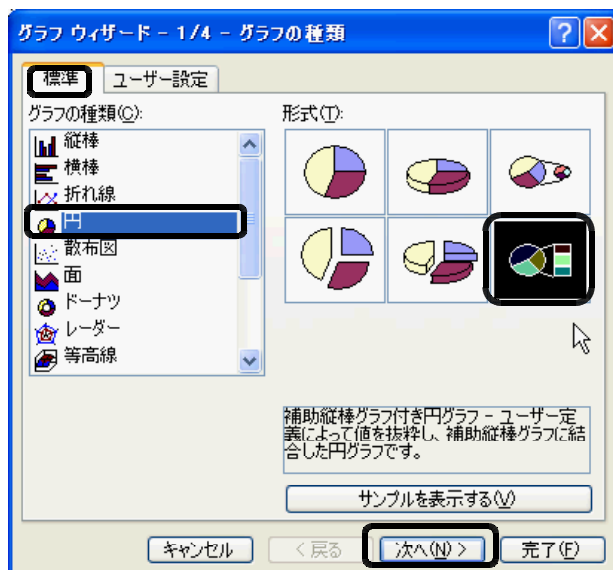 グラフ ウィザード - 1/4 - グラフの種類
標準
ユーザー設定
グラフの種類(C):
形式(T):
縦棒
横棒
折れ線
円
散布図
面
ドーナツ
レーダー
等高線
補助縦棒グラフ付き円グラフ - ユーザー定
義によって値を抜粋し、補助縦棒グラフに結
合した円グラフです。
サンプルを表示する(V)
キャンセル
< 戻る
次へ(N) >
完了(F)